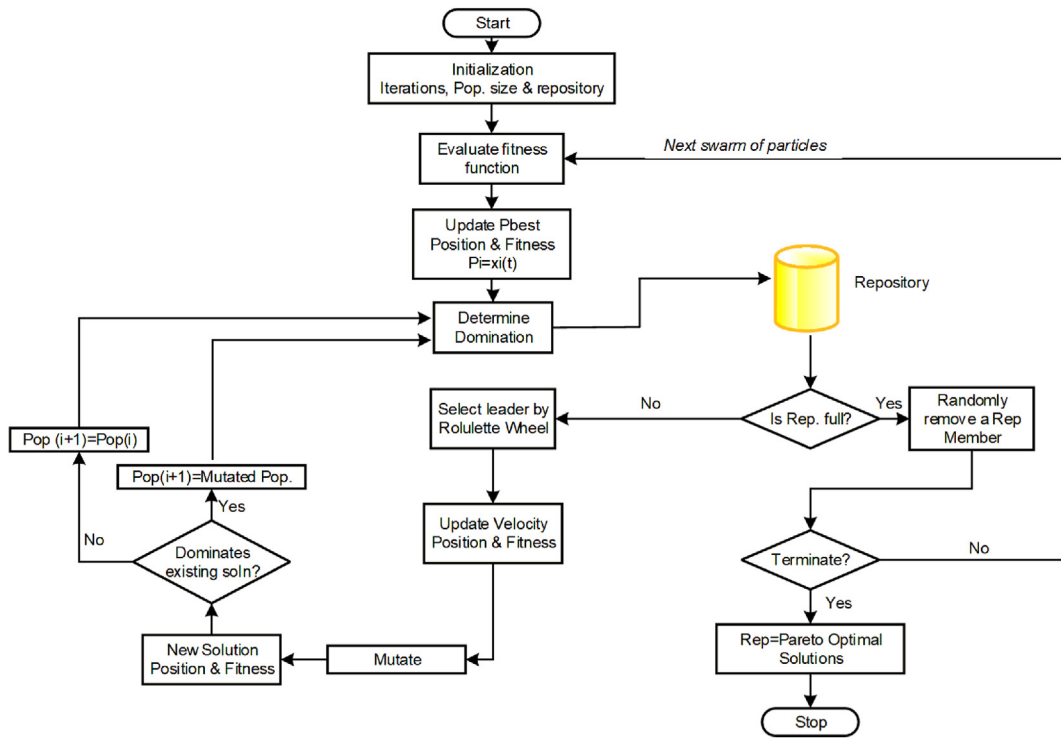 Start
Initialization
Iterations, Pop. size & repository
Evaluate fitness
function
Next swarm of particles
Update Pbest
Position & Fitness
Pi=xi(t)
Repository
Determine
Domination
Select leader by
Rolulette Wheel
No
Is Rep. full?
Yes
Randomly
remove a Rep
Member
Pop (i+1)=Pop(i)
Pop(i+1)=Mutated Pop.
Yes
No
Dominates
existing soln?
Update Velocity
Position & Fitness
Terminate?
No
Yes
New Solution
Position & Fitness
Mutate
Rep=Pareto Optimal
Solutions
Stop